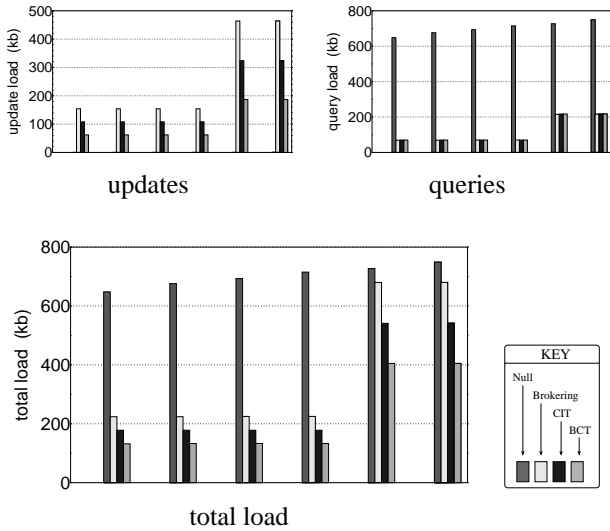 500
400
300
200
100
0
update load (kb)
updates
800
600
400
200
0
query load (kb)
queries
800
600
400
200
0
total load (kb)
total load
KEY
Null
Brokering
CIT
BCT